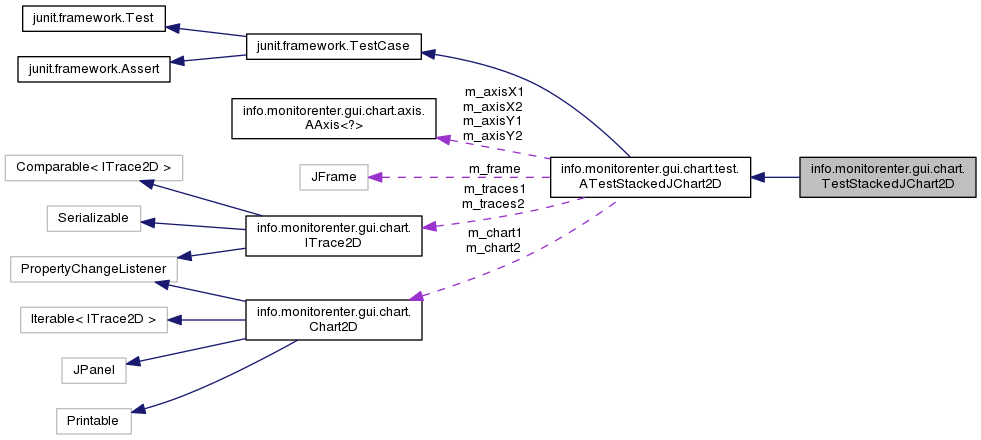 junit.framework.Test
junit.framework.TestCase
junit.framework.Assert
m_axisX1
m_axisX2
m_axisY1
m_axisY2
info.monitorenter.gui.chart.axis.
AAxis<?>
Comparable< ITrace2D >
JFrame
m_frame
info.monitorenter.gui.chart.test.
ATestStackedJChart2D
info.monitorenter.gui.chart.
TestStackedJChart2D
m_traces1
m_traces2
Serializable
info.monitorenter.gui.chart.
ITrace2D
m_chart1
m_chart2
PropertyChangeListener
info.monitorenter.gui.chart.
Chart2D
Iterable< ITrace2D >
JPanel
Printable